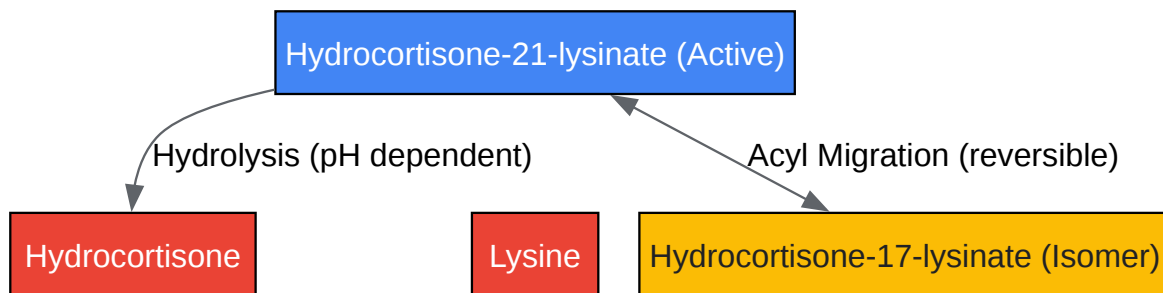 Hydrocortisone-21-lysinate (Active)
Hydrolysis (pH dependent)
Acyl Migration (reversible)
Hydrocortisone
Lysine
Hydrocortisone-17-lysinate (Isomer)